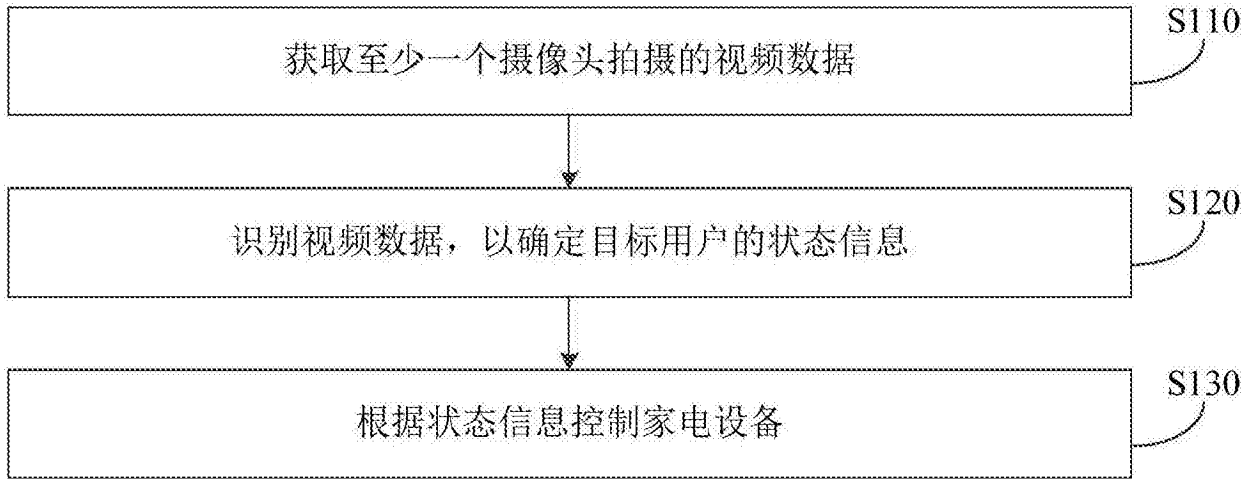 S110
获取至少一个摄像头拍摄的视频数据
S120
识别视频数据，以确定目标用户的状态信息
S130
根据状态信息控制家电设备